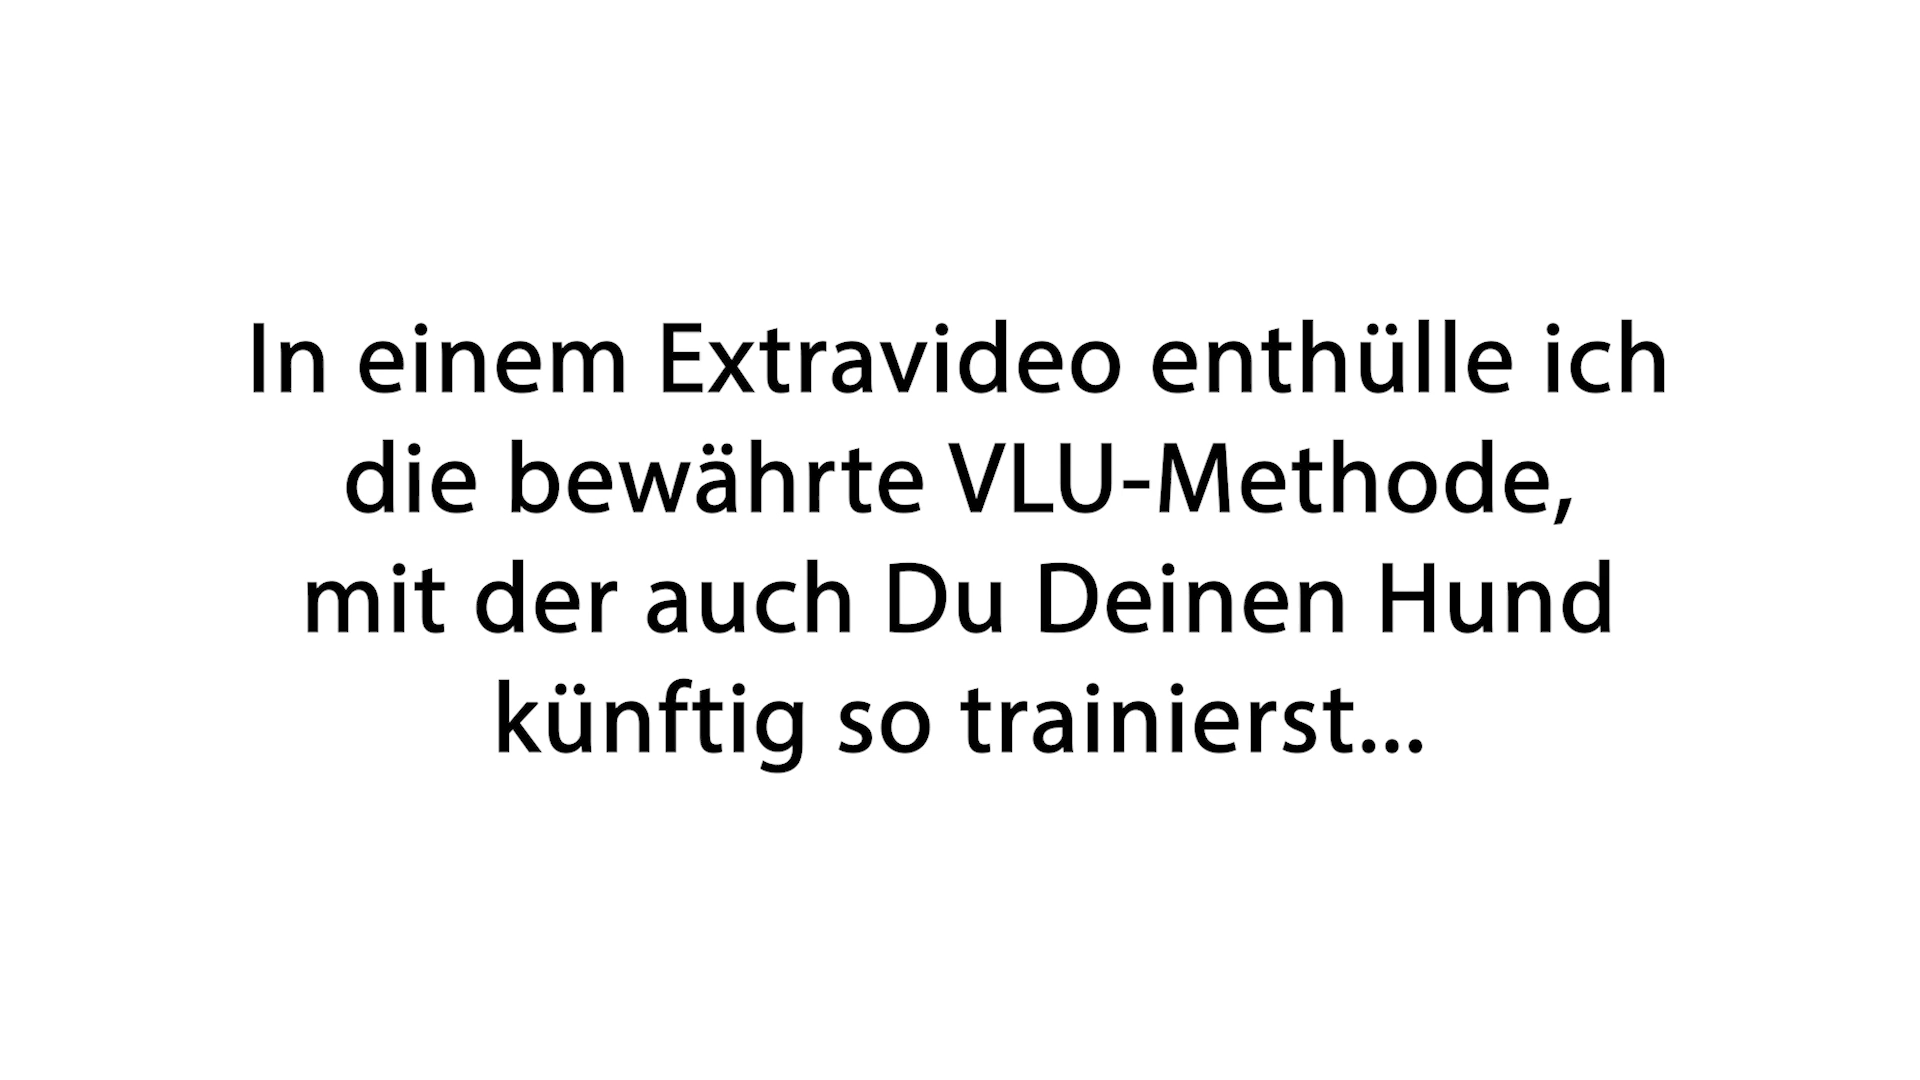 In einem Extravideo enthülle ich
die bewährte VLU-Methode,
mit der auch Du Deinen Hund
künftig so trainierst...